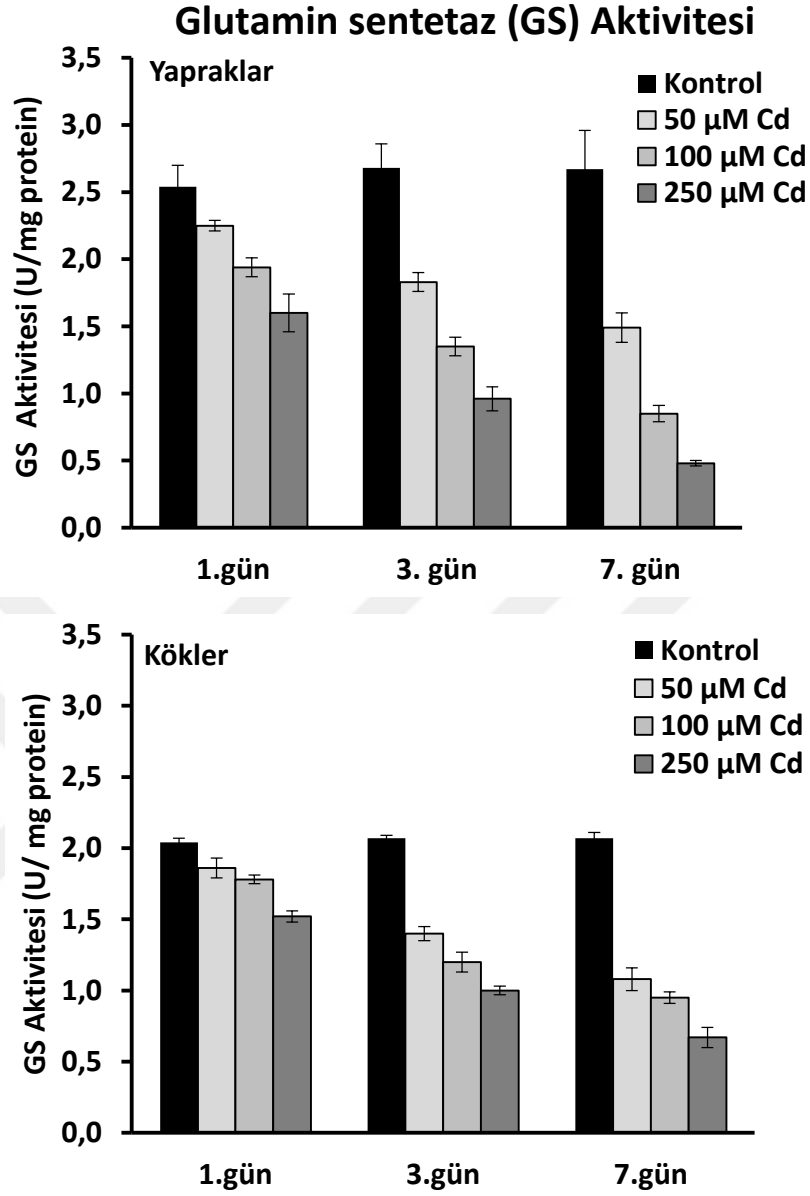 Glutamin sentetaz (GS) Aktivitesi
Yapraklar
Kontrol
50 µM Cd
100 µM Cd
250 µM Cd
GS Aktivitesi (U/mg protein)
3,5
3,0
2,5
2,0
1,5
1,0
0,5
0,0
1.gün 3. gün 7. gün
Kökler
Kontrol
50 µM Cd
100 µM Cd
250 µM Cd
GS Aktivitesi (U/ mg protein)
3,5
3,0
2,5
2,0
1,5
1,0
0,5
0,0
1.gün 3.gün 7.gün